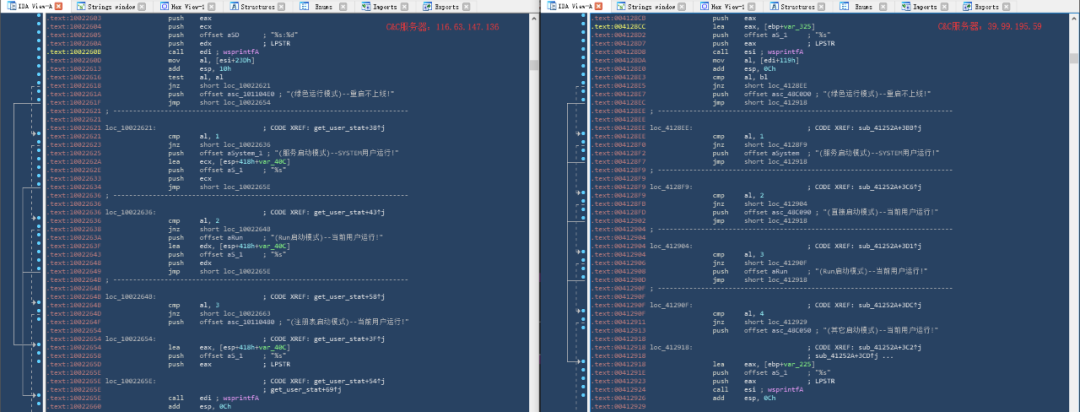 IDA View-A Strings window Hex View-1 Structures Enums Imports Exports
.text:10022603 push eax
.text:10022604 push ecx
.text:10022605 push offset aSD ; "%s:%d"
.text:1002260A push edx ; LPSTR
.text:1002260B call edi ; wsprintfA
.text:1002260D mov al, [esi+23Dh]
.text:10022613 add esp, 10h
.text:10022616 test al, al
.text:10022618 jnz short loc_10022621
.text:1002261A push offset asc_101104E0 ; "(绿色运行模式)--重启不上线!"
.text:1002261F jmp short loc_10022654
.text:10022621 ;
.text:10022621
.text:10022621 loc_10022621: ; CODE XREF: get_user_stat+38↑j
.text:10022621 cmp al, 1
.text:10022623 jnz short loc_10022636
.text:10022625 push offset aSystem_1 ; "(服务启动模式)--SYSTEM用户运行!"
.text:1002262A lea ecx, [esp+418h+var_40C]
.text:1002262E push offset aS_1 ; "%s"
.text:10022633 push ecx
.text:10022634 jmp short loc_1002265E
.text:10022636 ;
.text:10022636
.text:10022636 loc_10022636: ; CODE XREF: get_user_stat+43↑j
.text:10022636 cmp al, 2
.text:10022638 jnz short loc_10022648
.text:1002263A push offset aRun ; "(Run启动模式)--当前用户运行!"
.text:1002263F lea edx, [esp+418h+var_40C]
.text:10022643 push offset aS_1 ; "%s"
.text:10022648 push edx
.text:10022649 jmp short loc_1002265E
.text:1002264B ;
.text:1002264B
.text:1002264B loc_1002264B: ; CODE XREF: get_user_stat+58↑j
.text:1002264B cmp al, 3
.text:1002264D jnz short loc_10022663
.text:1002264F push offset asc_10110480 ; "(注册表启动模式)--当前用户运行!"
.text:10022654
.text:10022654 loc_10022654: ; CODE XREF: get_user_stat+3F↑j
.text:10022654 lea eax, [esp+418h+var_40C]
.text:10022658 push offset aS_1 ; "%s"
.text:1002265D push eax ; LPSTR
.text:1002265E
.text:1002265E loc_1002265E: ; CODE XREF: get_user_stat+54↑j
.text:1002265E ; get_user_stat+69↑j
.text:1002265E call edi ; wsprintfA
.text:10022660 add esp, 0Ch
C&C服务器：116.63.147.136
IDA View-A Strings window Hex View-1 Structures Enums Imports Exports
.text:004128CB push eax
.text:004128CC lea eax, [ebp+var_325]
.text:004128D2 push offset aS_1 ; "%s"
.text:004128D7 push eax ; LPSTR
.text:004128D8 call esi ; wsprintfA
.text:004128DA mov al, [edi+119h]
.text:004128E0 add esp, 0Ch
.text:004128E3 cmp al, bl
.text:004128E5 jnz short loc_4128EE
.text:004128E7 push offset asc_48C0D0 ; "(绿色运行模式)--重启不上线!"
.text:004128EC jmp short loc_412918
.text:004128EE ;
.text:004128EE
.text:004128EE loc_4128EE: ; CODE XREF: sub_41252A+3BB↑j
.text:004128EE cmp al, 1
.text:004128F0 jnz short loc_4128F9
.text:004128F2 push offset aSystem ; "(服务启动模式)--SYSTEM用户运行!"
.text:004128F7 jmp short loc_412918
.text:004128F9 ;
.text:004128F9
.text:004128F9 loc_4128F9: ; CODE XREF: sub_41252A+3C6↑j
.text:004128F9 cmp al, 2
.text:004128FB jnz short loc_412904
.text:004128FD push offset asc_48C090 ; "(直接启动模式)--当前用户运行!"
.text:00412902 jmp short loc_412918
.text:00412904 ;
.text:00412904
.text:00412904 loc_412904: ; CODE XREF: sub_41252A+3D1↑j
.text:00412904 cmp al, 3
.text:00412906 jnz short loc_41290F
.text:00412908 push offset aRun ; "(Run启动模式)--当前用户运行!"
.text:0041290D jmp short loc_412918
.text:0041290F ;
.text:0041290F
.text:0041290F loc_41290F: ; CODE XREF: sub_41252A+3DC↑j
.text:0041290F cmp al, 4
.text:00412911 jnz short loc_412929
.text:00412913 push offset asc_48C050 ; "(其它启动模式)--当前用户运行!"
.text:00412918
.text:00412918 loc_412918: ; CODE XREF: sub_41252A+3C2↑j
.text:00412918 ; sub_41252A+3CD↑j ...
.text:00412918 lea eax, [ebp+var_225]
.text:0041291E push offset aS_1 ; "%s"
.text:00412923 push eax ; LPSTR
.text:00412924 call esi ; wsprintfA
.text:00412926 add esp, 0Ch
.text:00412929
C&C服务器：39.99.195.59